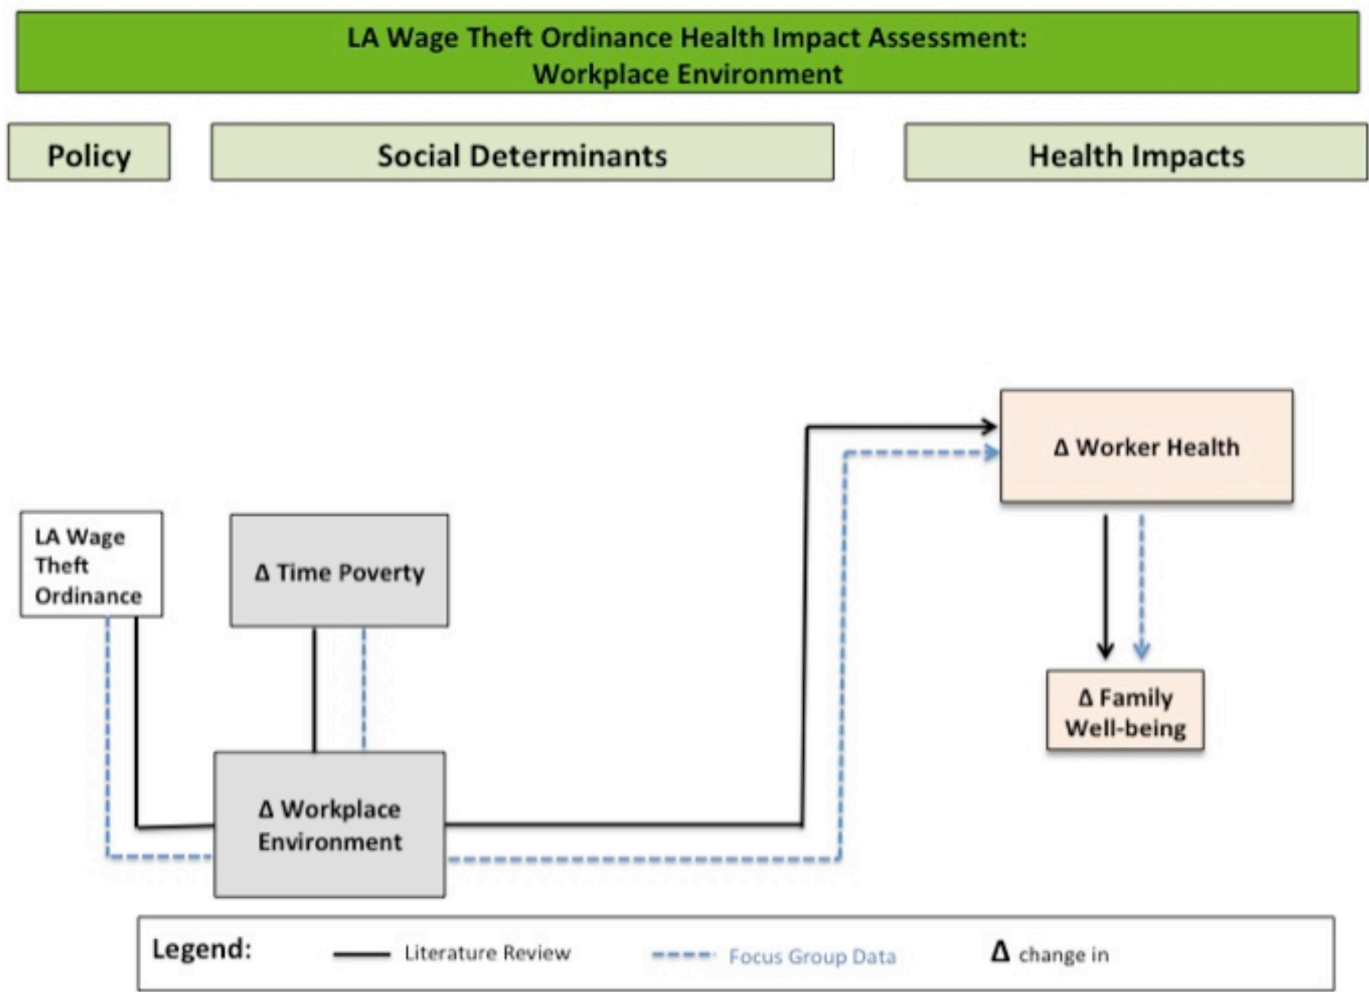 LA Wage Theft Ordinance Health Impact Assessment:
Workplace Environment
Policy
Social Determinants
Health Impacts
Δ Worker Health
LA Wage
Theft
Ordinance
Δ Time Poverty
Δ Family
Well-being
Δ Workplace
Environment
Legend:
Literature Review
Focus Group Data
Δ change in